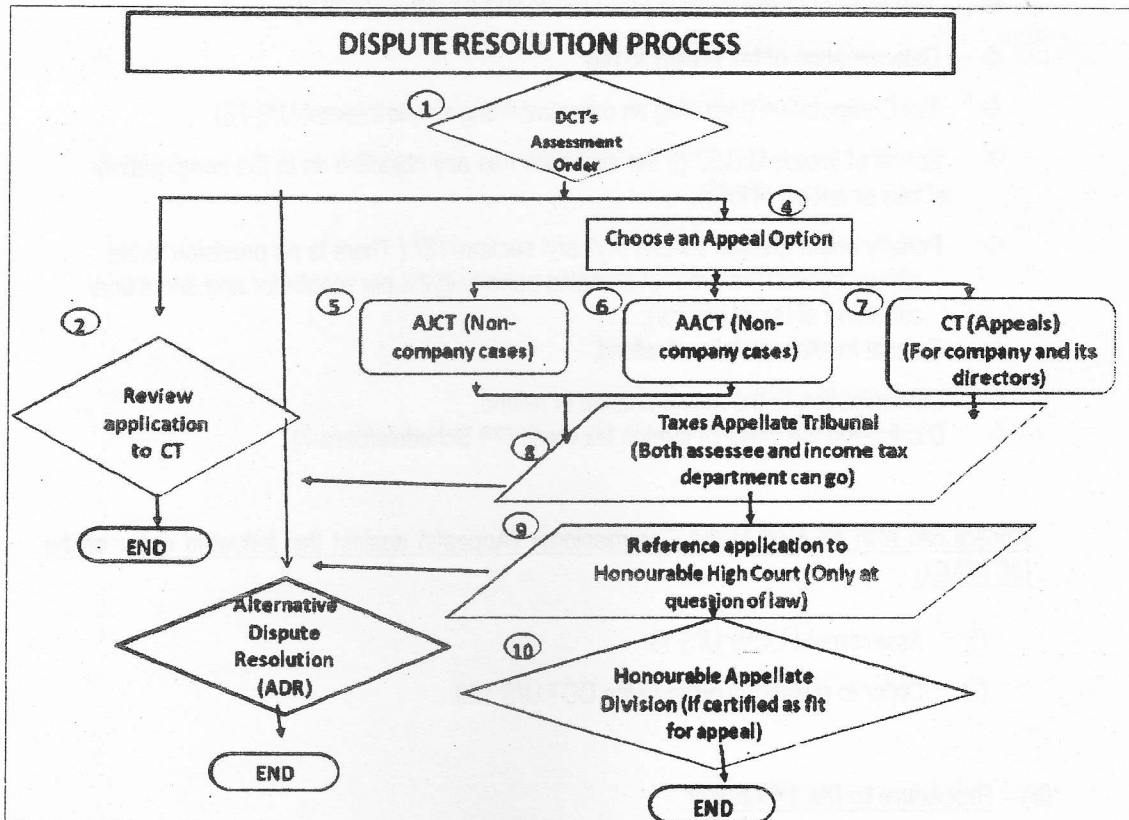 DISPUTE RESOLUTION PROCESS
1
DCT's
Assessment
Order
4
Choose an Appeal Option
5
AJCT (Non-
company cases)
6
AACT (Non-
company cases)
7
CT (Appeals)
(For company and its
directors)
2
Review
application
to CT
END
8
Taxes Appellate Tribunal
(Both assessee and income tax
department can go)
9
Reference application to
Honourable High Court (Only at
question of law)
Alternative
Dispute
Resolution
(ADR)
END
10
Honourable Appellate
Division (if certified as fit
for appeal)
END